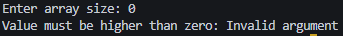 Enter array size: 0
Value must be higher than zero: Invalid argument